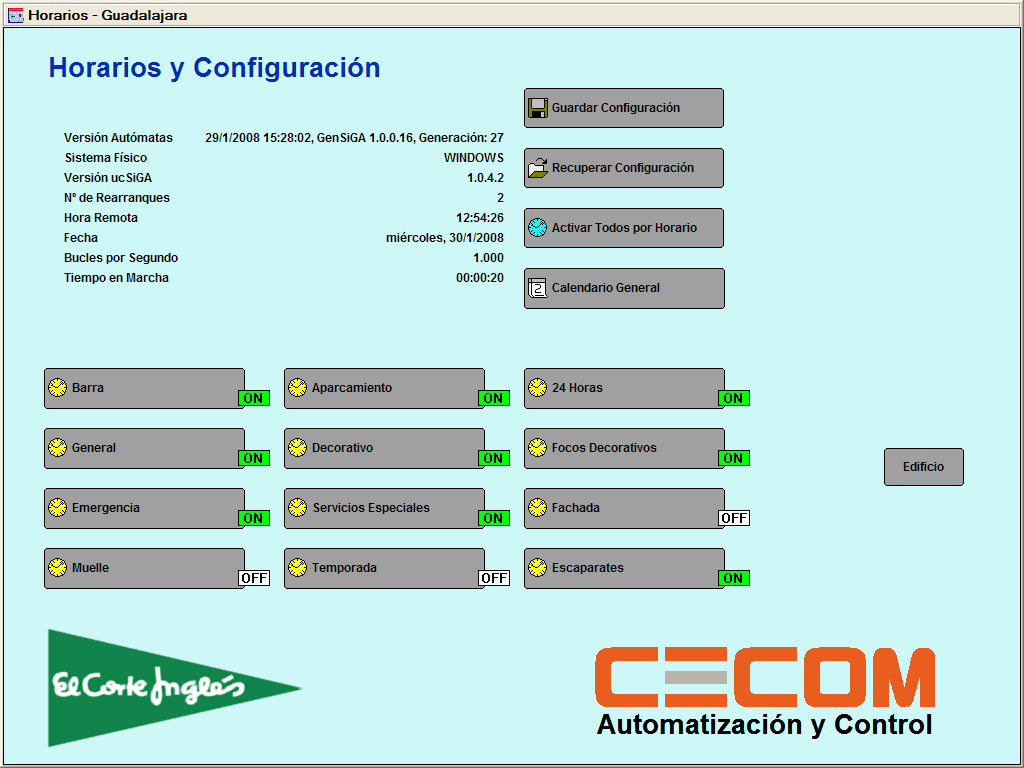 Horarios - Guadalajara
Horarios y Configuración
Versión Autómatas 29/1/2008 15:28:02, GenSiGA 1.0.0.16, Generación: 27
Sistema Físico WINDOWS
Versión ucSiGA 1.0.4.2
Nº de Rearranques 2
Hora Remota 12:54:26
Fecha miércoles, 30/1/2008
Bucles por Segundo 1.000
Tiempo en Marcha 00:00:20
Guardar Configuración
Recuperar Configuración
Activar Todos por Horario
2 Calendario General
Barra ON Aparcamiento ON 24 Horas ON
General ON Decorativo ON Focos Decorativos ON
Edificio
Emergencia ON Servicios Especiales ON Fachada OFF
Muelle OFF Temporada OFF Escaparates ON
El Corte Inglés
CECOM
Automatización y Control